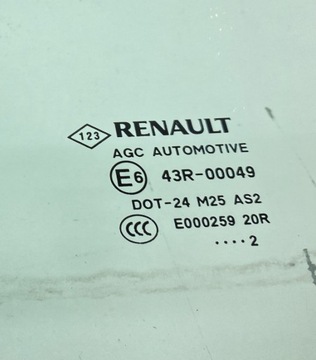 123 RENAULT
AGC AUTOMOTIVE
E6 43R-00049
DOT-24 M25 AS2
CCC E000259 20R
....2